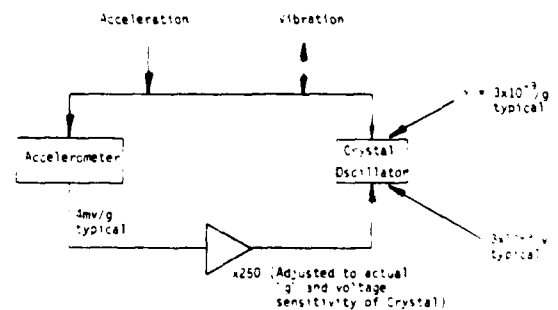 Acceleration
Vibration
= 3x10⁻⁹/g
typical
Accelerometer
Crystal
Oscillator
4mv/g
typical
typical
x250 (Adjusted to actual
"g" and voltage
sensitivity of Crystal)